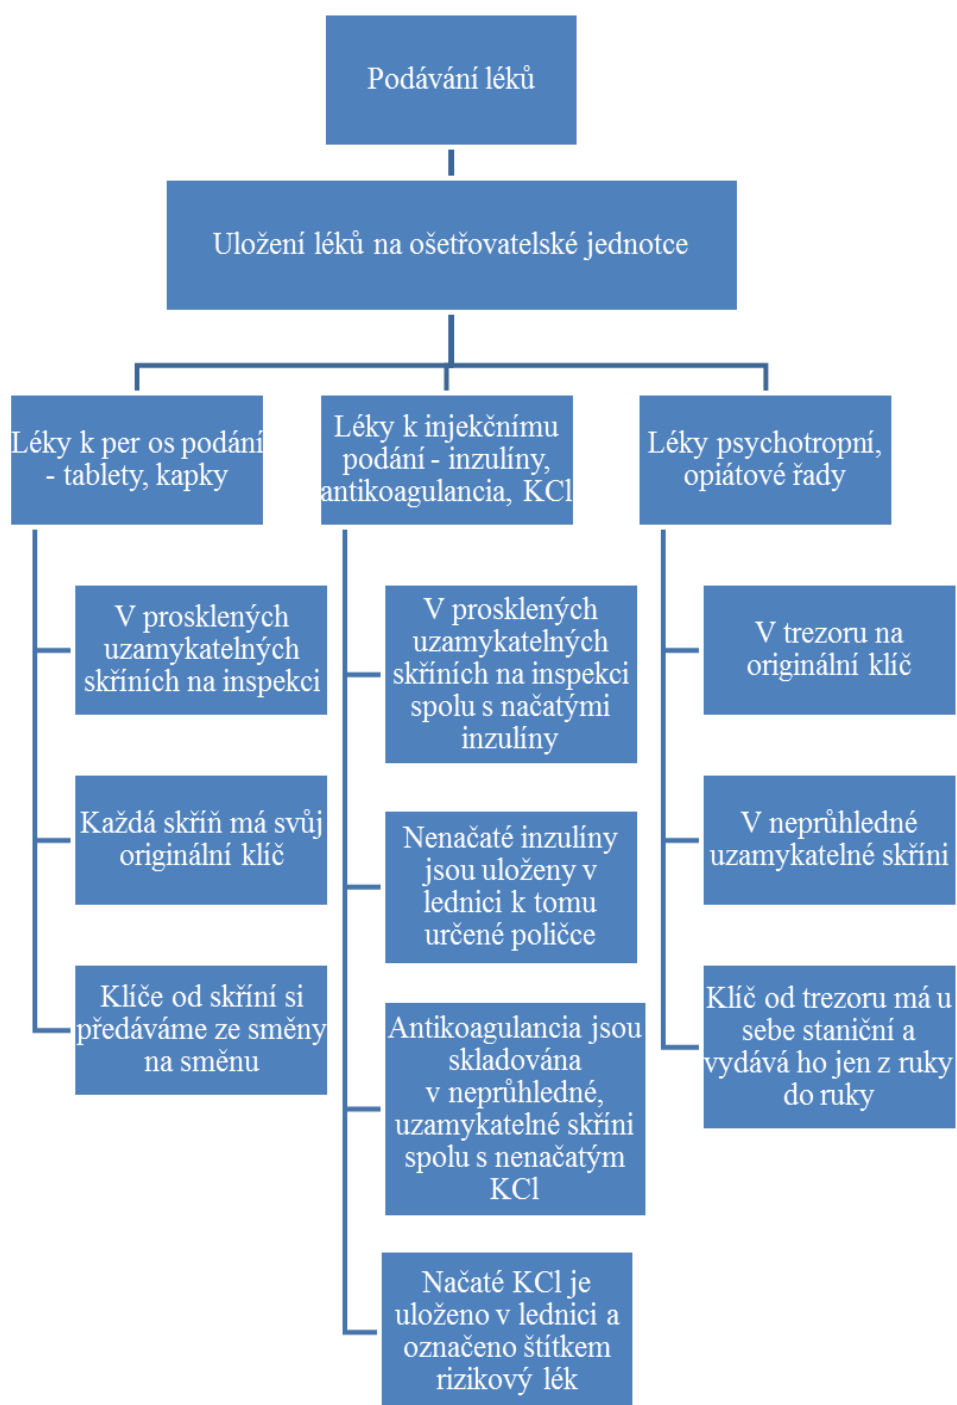 Podávání léků
Uložení léků na ošetřovatelské jednotce
Léky k per os podání
- tablety, kapky
V prosklených
uzamykatelných
skříních na inspekci
Každá skříň má svůj
originální klíč
Klíče od skříní si
předáváme ze směny
na směnu
Léky k injekčnímu
podání - inzulíny,
antikoagulancia, KCl
V prosklených
uzamykatelných
skříních na inspekci
spolu s načatými
inzulíny
Nenačaté inzulíny
jsou uloženy v
lednici k tomu
určené poličce
Antikoagulancia jsou
skladována
v neprůhledné,
uzamykatelné skříni
spolu s nenačatým
KCl
Načaté KCl je
uloženo v lednici a
označeno štítkem
rizikový lék
Léky psychotropní,
opiátové řady
V trezoru na
originální klíč
V neprůhledné
uzamykatelné skříni
Klíč od trezoru má u
sebe staniční a
vydává ho jen z ruky
do ruky